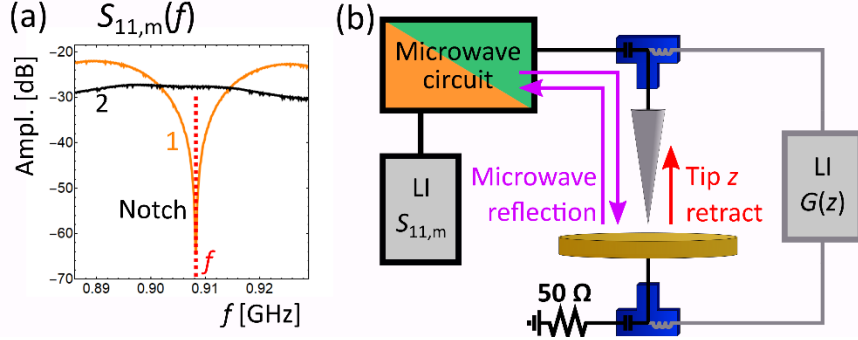 (a)
S11,m(f)
Ampl. [dB]
−20
−30
−40
−50
−60
−70
2
1
Notch
f
0.89
0.90
0.91
0.92
f [GHz]
(b)
Microwave
circuit
LI
S11,m
Microwave
reflection
Tip z
retract
LI
G(z)
50 Ω